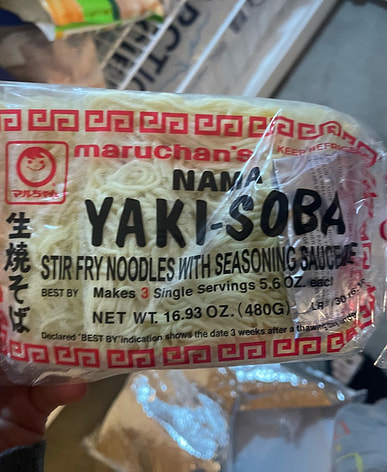 maruchan's
KEEP REFRIGER
マルちゃん
NAMA
YAKI-SOBA
生焼そば
STIR FRY NOODLES WITH SEASONING SAUCE
BEST BY
Makes 3 Single Servings 5.6 OZ. each
NET WT. 16.93 OZ. (480G)
Declared "BEST BY" indication shows the date 3 weeks after a thawing